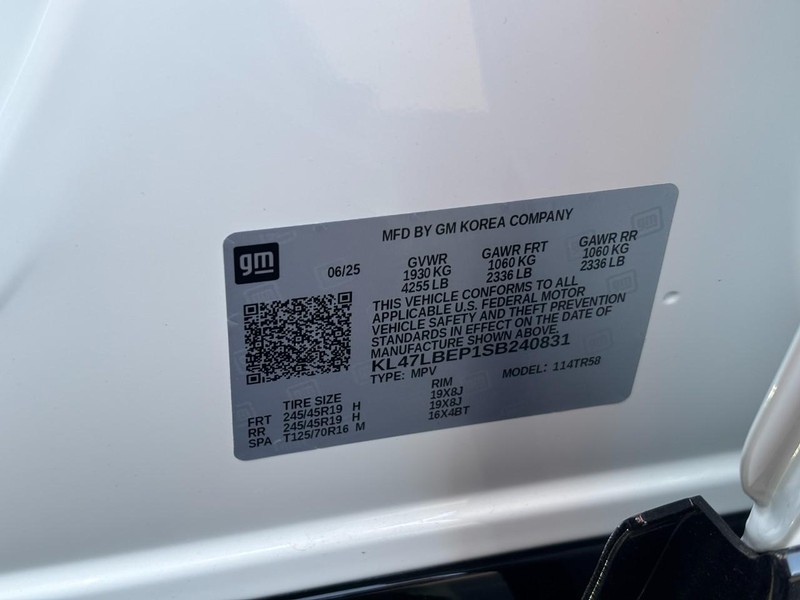 MFD BY GM KOREA COMPANY
gm
06/25
GVWR GAWR FRT GAWR RR
1930 KG 1060 KG 1060 KG
4255 LB 2336 LB 2336 LB
THIS VEHICLE CONFORMS TO ALL
APPLICABLE U.S. FEDERAL MOTOR
VEHICLE SAFETY AND THEFT PREVENTION
STANDARDS IN EFFECT ON THE DATE OF
MANUFACTURE SHOWN ABOVE.
KL47LBEP1SB240831
TYPE: MPV MODEL: 114TR58
TIRE SIZE RIM
FRT 245/45R19 H 19X8J
RR 245/45R19 H 19X8J
SPA T125/70R16 M 16X4BT